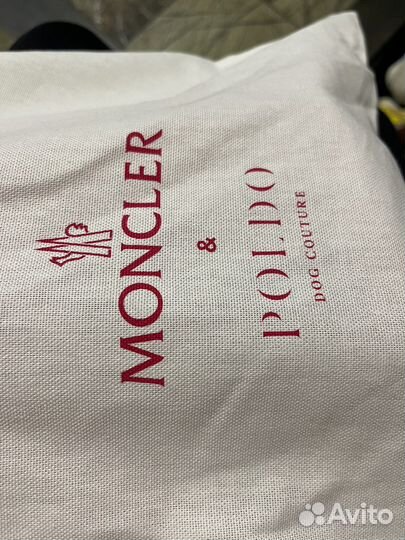 MONCLER
&
POLDO
DOG COUTURE
Avito